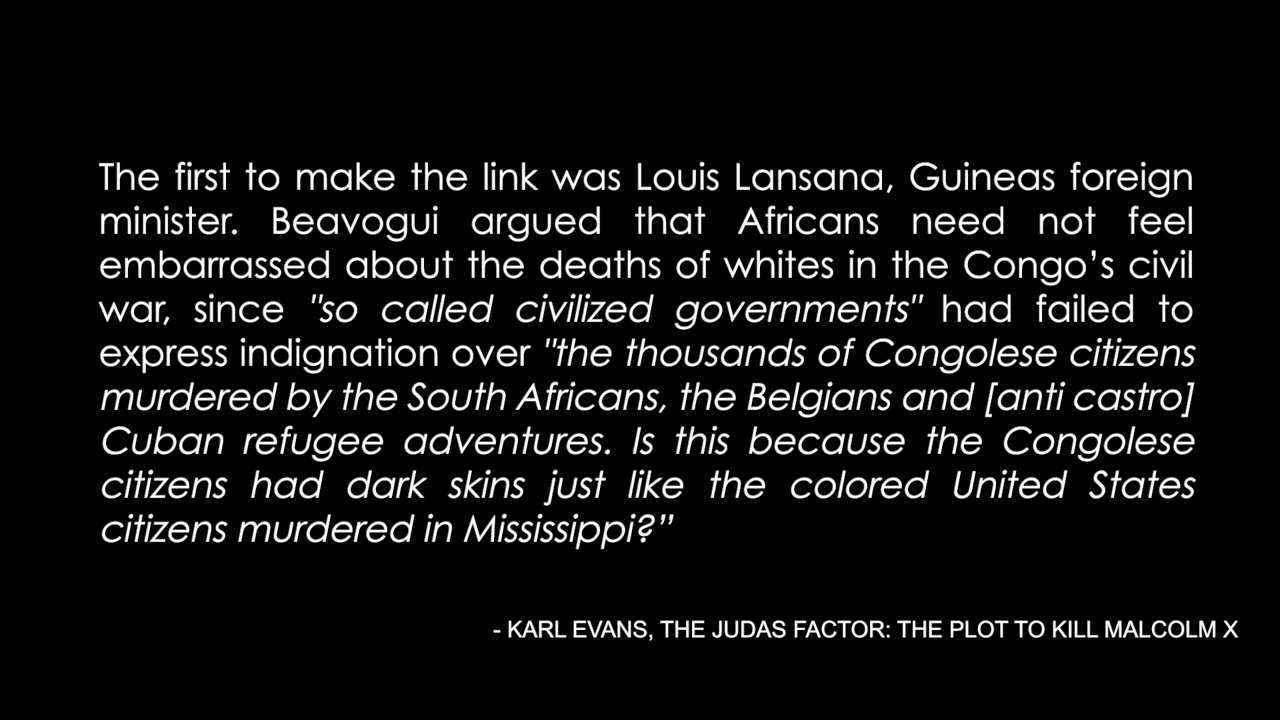 The first to make the link was Louis Lansana, Guineas foreign
minister. Beavogui argued that Africans need not feel
embarrassed about the deaths of whites in the Congo’s civil
war, since "so called civilized governments" had failed to
express indignation over "the thousands of Congolese citizens
murdered by the South Africans, the Belgians and [anti castro]
Cuban refugee adventures. Is this because the Congolese
citizens had dark skins just like the colored United States
citizens murdered in Mississippi?”
- KARL EVANS, THE JUDAS FACTOR: THE PLOT TO KILL MALCOLM X